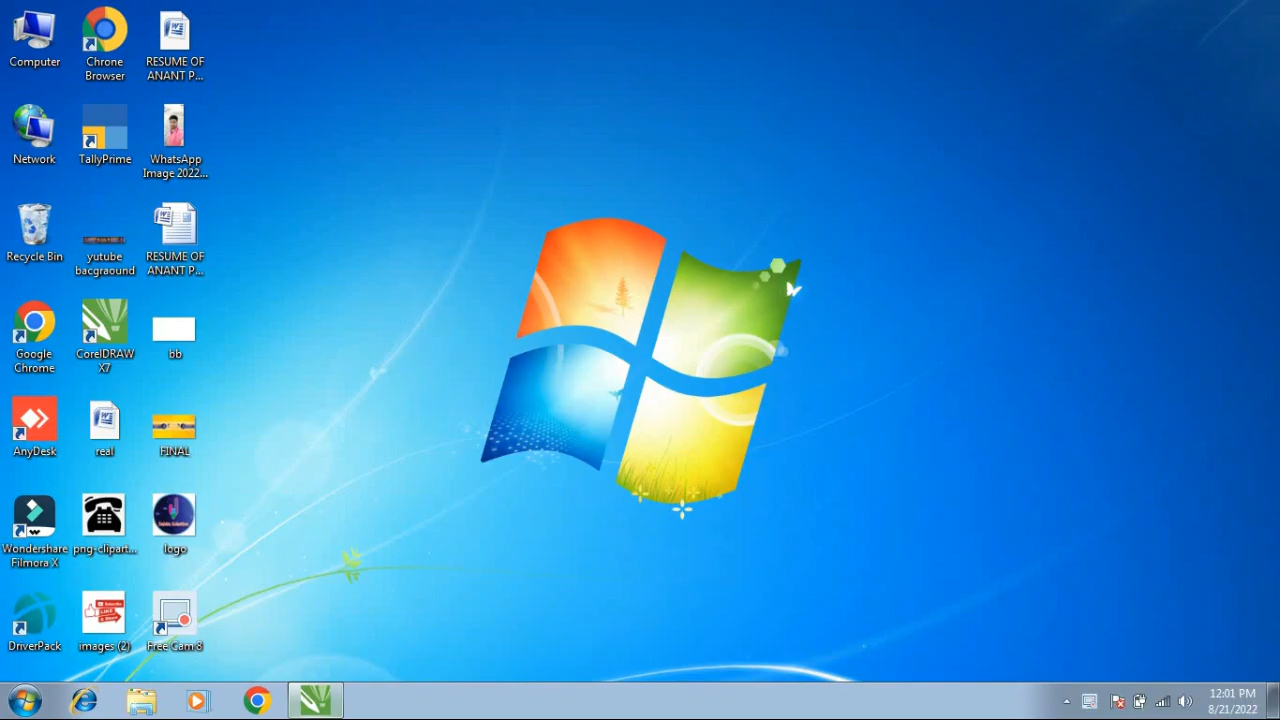 Computer
Chrone
Browser
RESUME OF
ANANT P...
Network
TallyPrime
WhatsApp
Image 2022...
Recycle Bin
yutube
bacgraound
RESUME OF
ANANT P...
Google
Chrome
CorelDRAW
X7
bb
AnyDesk
real
FINAL
Wondershare
Filmora X
png-clipart...
logo
DriverPack
images (2)
Free Cam 8
12:01 PM
8/21/2022